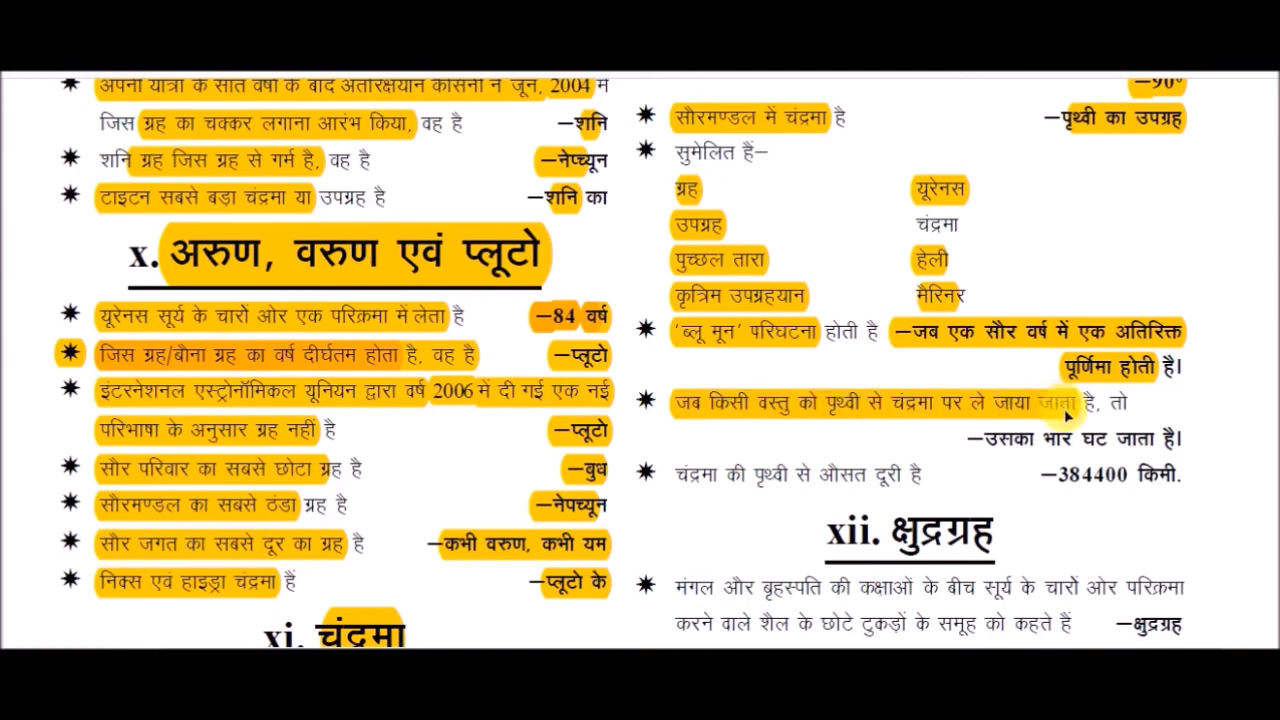 अपनी यात्रा के सात वर्षों के बाद अंतरिक्षयान कासिनी ने जून, 2004 में
जिस ग्रह का चक्कर लगाना आरंभ किया, वह है –शनि
शनि ग्रह जिस ग्रह से गर्म है, वह है –नेप्च्यून
टाइटन सबसे बड़ा चंद्रमा या उपग्रह है –शनि का
x. अरुण, वरुण एवं प्लूटो
यूरेनस सूर्य के चारों ओर एक परिक्रमा में लेता है –84 वर्ष
जिस ग्रह/बौना ग्रह का वर्ष दीर्घतम होता है, वह है –प्लूटो
इंटरनेशनल एस्ट्रोनॉमिकल यूनियन द्वारा वर्ष 2006 में दी गई एक नई
परिभाषा के अनुसार ग्रह नहीं है –प्लूटो
सौर परिवार का सबसे छोटा ग्रह है –बुध
सौरमण्डल का सबसे ठंडा ग्रह है –नेपच्यून
सौर जगत का सबसे दूर का ग्रह है –कभी वरुण, कभी यम
निक्स एवं हाइड्रा चंद्रमा हैं –प्लूटो के
xi. चंद्रमा
–90°
सौरमण्डल में चंद्रमा है –पृथ्वी का उपग्रह
सुमेलित हैं–
ग्रह यूरेनस
उपग्रह चंद्रमा
पुच्छल तारा हेली
कृत्रिम उपग्रहयान मैरिनर
‘ब्लू मून’ परिघटना होती है –जब एक सौर वर्ष में एक अतिरिक्त
पूर्णिमा होती है।
जब किसी वस्तु को पृथ्वी से चंद्रमा पर ले जाया जाता है, तो
–उसका भार घट जाता है।
चंद्रमा की पृथ्वी से औसत दूरी है –384400 किमी.
xii. क्षुद्रग्रह
मंगल और बृहस्पति की कक्षाओं के बीच सूर्य के चारों ओर परिक्रमा
करने वाले शैल के छोटे टुकड़ों के समूह को कहते हैं –क्षुद्रग्रह